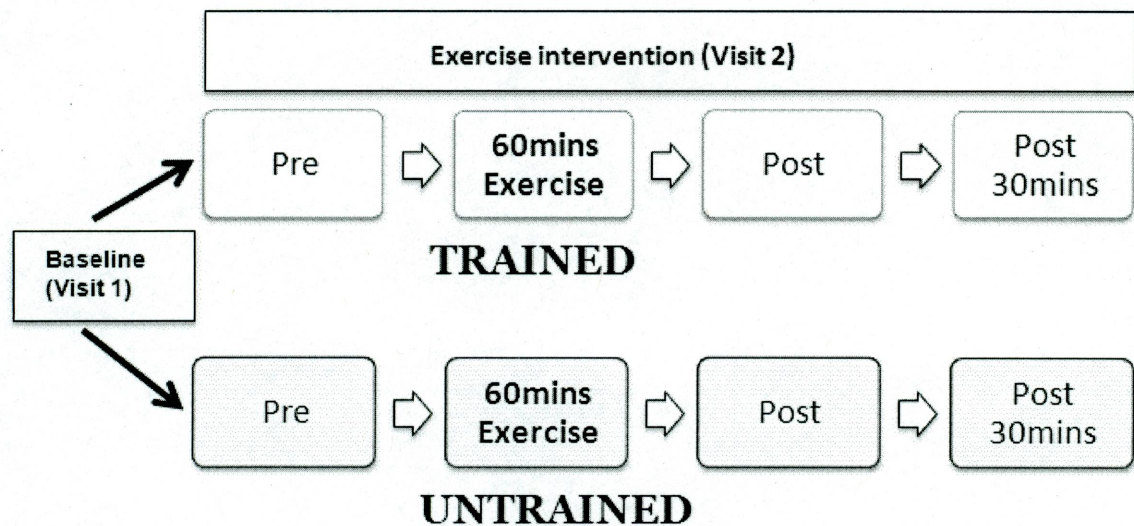 Exercise intervention (Visit 2)
Pre
60mins
Exercise
Post
Post
30mins
TRAINED
Baseline
(Visit 1)
Pre
60mins
Exercise
Post
Post
30mins
UNTRAINED